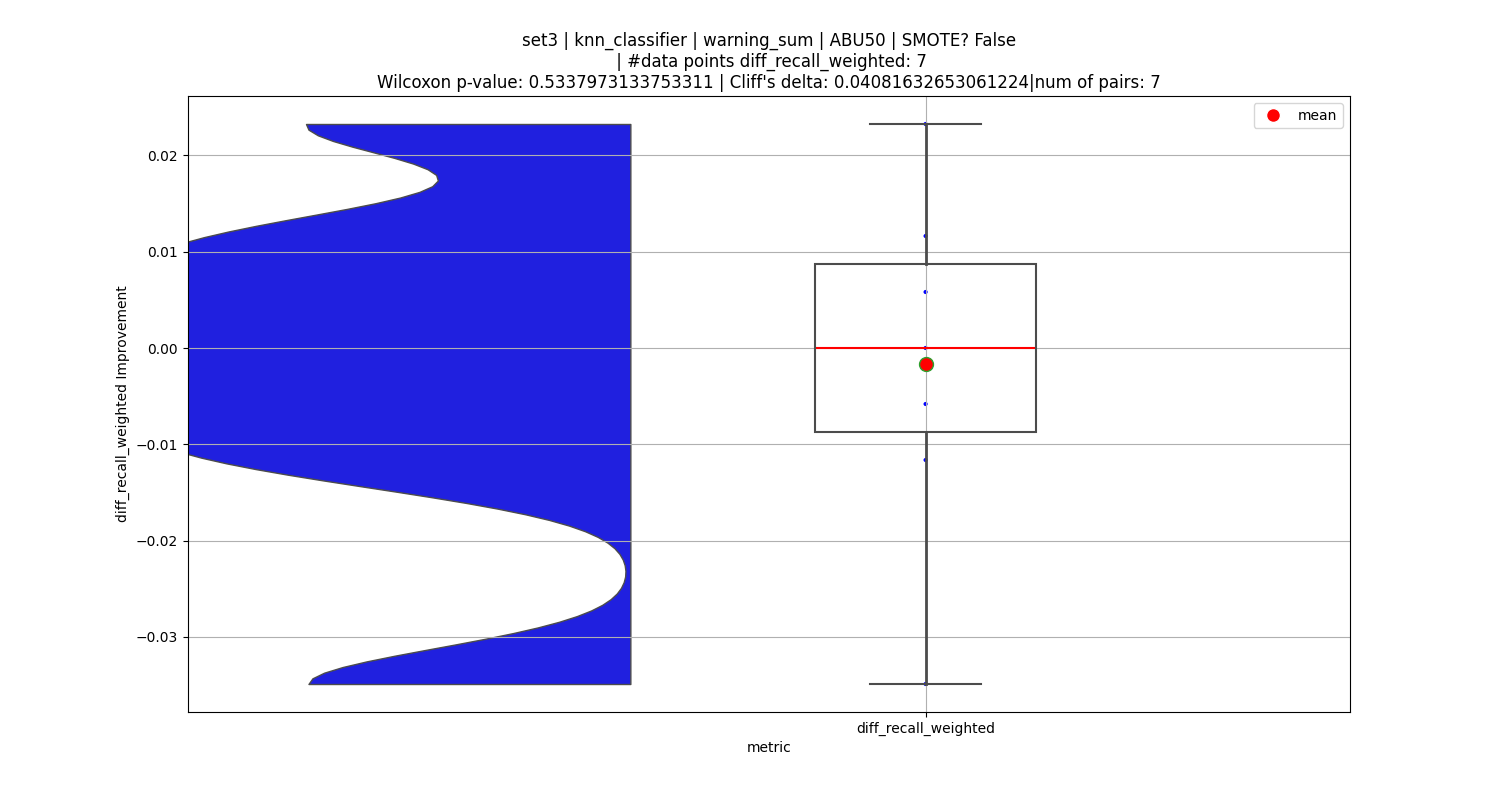 set3 | knn_classifier | warning_sum | ABU50 | SMOTE? False
| #data points diff_recall_weighted: 7
Wilcoxon p-value: 0.5337973133753311 | Cliff's delta: 0.04081632653061224|num of pairs: 7
mean
0.02
0.01
0.00
−0.01
−0.02
−0.03
diff_recall_weighted Improvement
diff_recall_weighted
metric